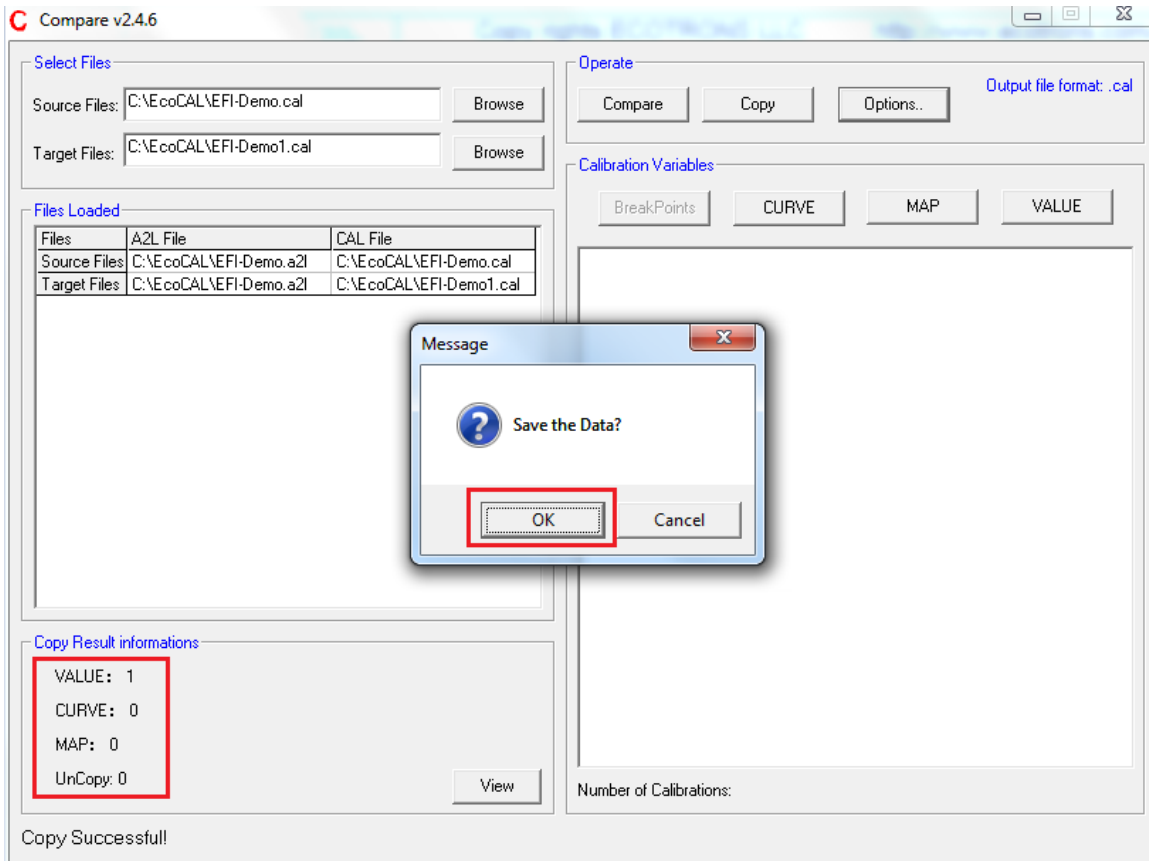 C Compare v2.4.6
Select Files
Source Files: C:\EcoCAL\EFI-Demo.cal Browse
Target Files: C:\EcoCAL\EFI-Demo1.cal Browse
Operate
Compare Copy Options.. Output file format: .cal
Files Loaded
Files A2L File CAL File
Source Files C:\EcoCAL\EFI-Demo.a2l C:\EcoCAL\EFI-Demo.cal
Target Files C:\EcoCAL\EFI-Demo.a2l C:\EcoCAL\EFI-Demo1.cal
Calibration Variables
BreakPoints CURVE MAP VALUE
Message
Save the Data?
OK Cancel
Copy Result informations
VALUE: 1
CURVE: 0
MAP: 0
UnCopy: 0
View
Number of Calibrations:
Copy Successful!